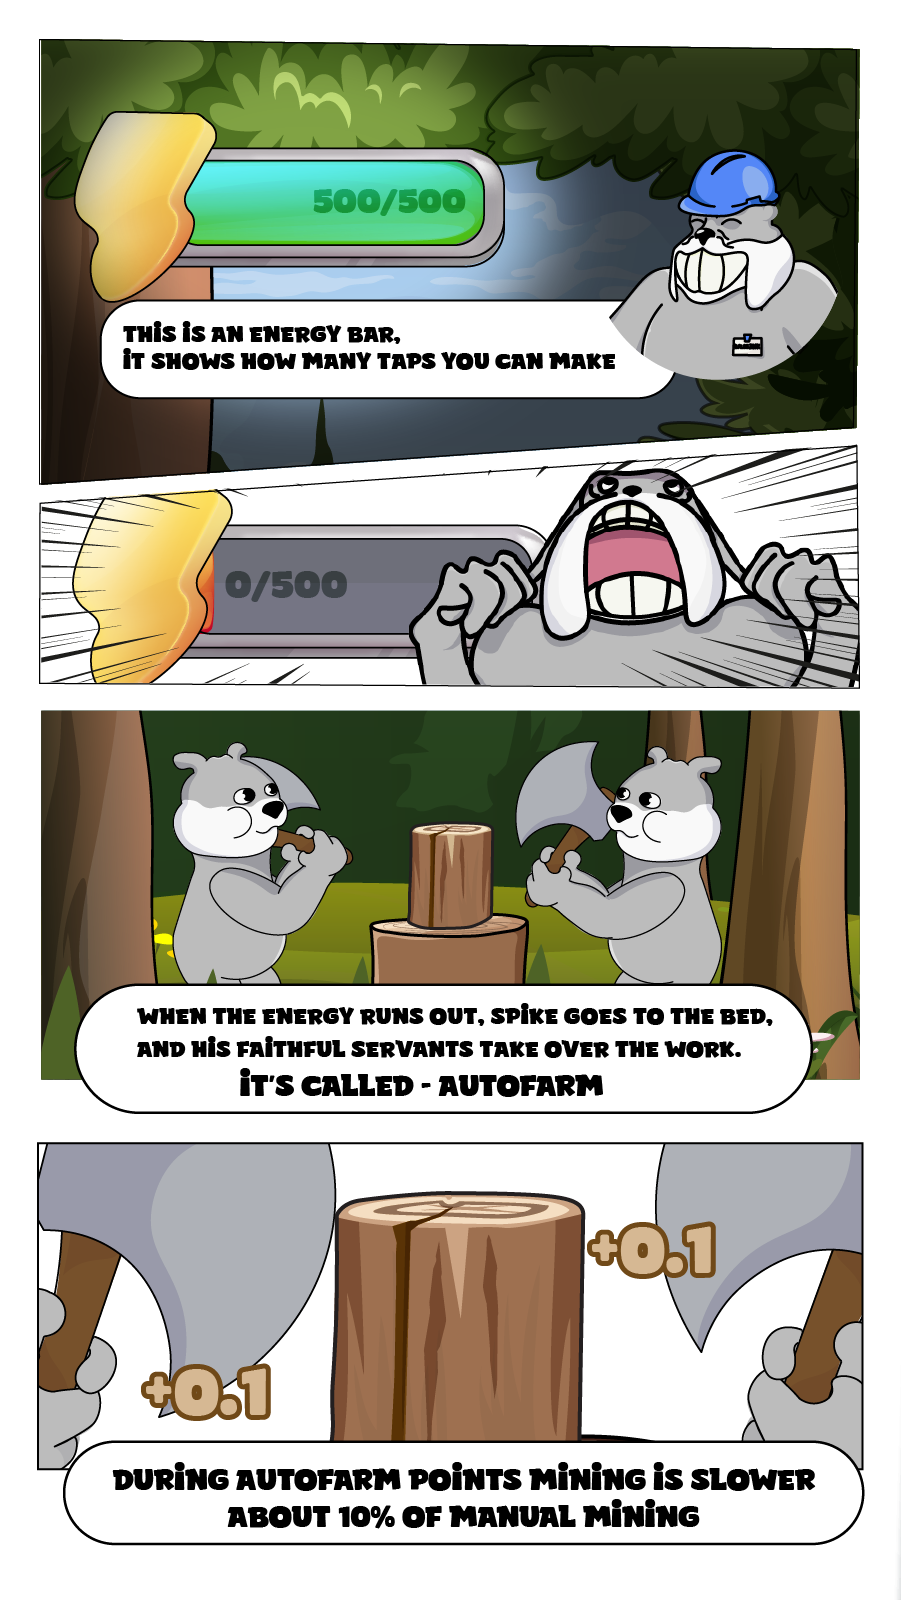 500/500
THIS IS AN ENERGY BAR,
IT SHOWS HOW MANY TAPS YOU CAN MAKE
0/500
WHEN THE ENERGY RUNS OUT, SPIKE GOES TO THE BED,
AND HIS FAITHFUL SERVANTS TAKE OVER THE WORK.
IT'S CALLED - AUTOFARM
+0.1
+0.1
DURING AUTOFARM POINTS MINING IS SLOWER
ABOUT 10% OF MANUAL MINING